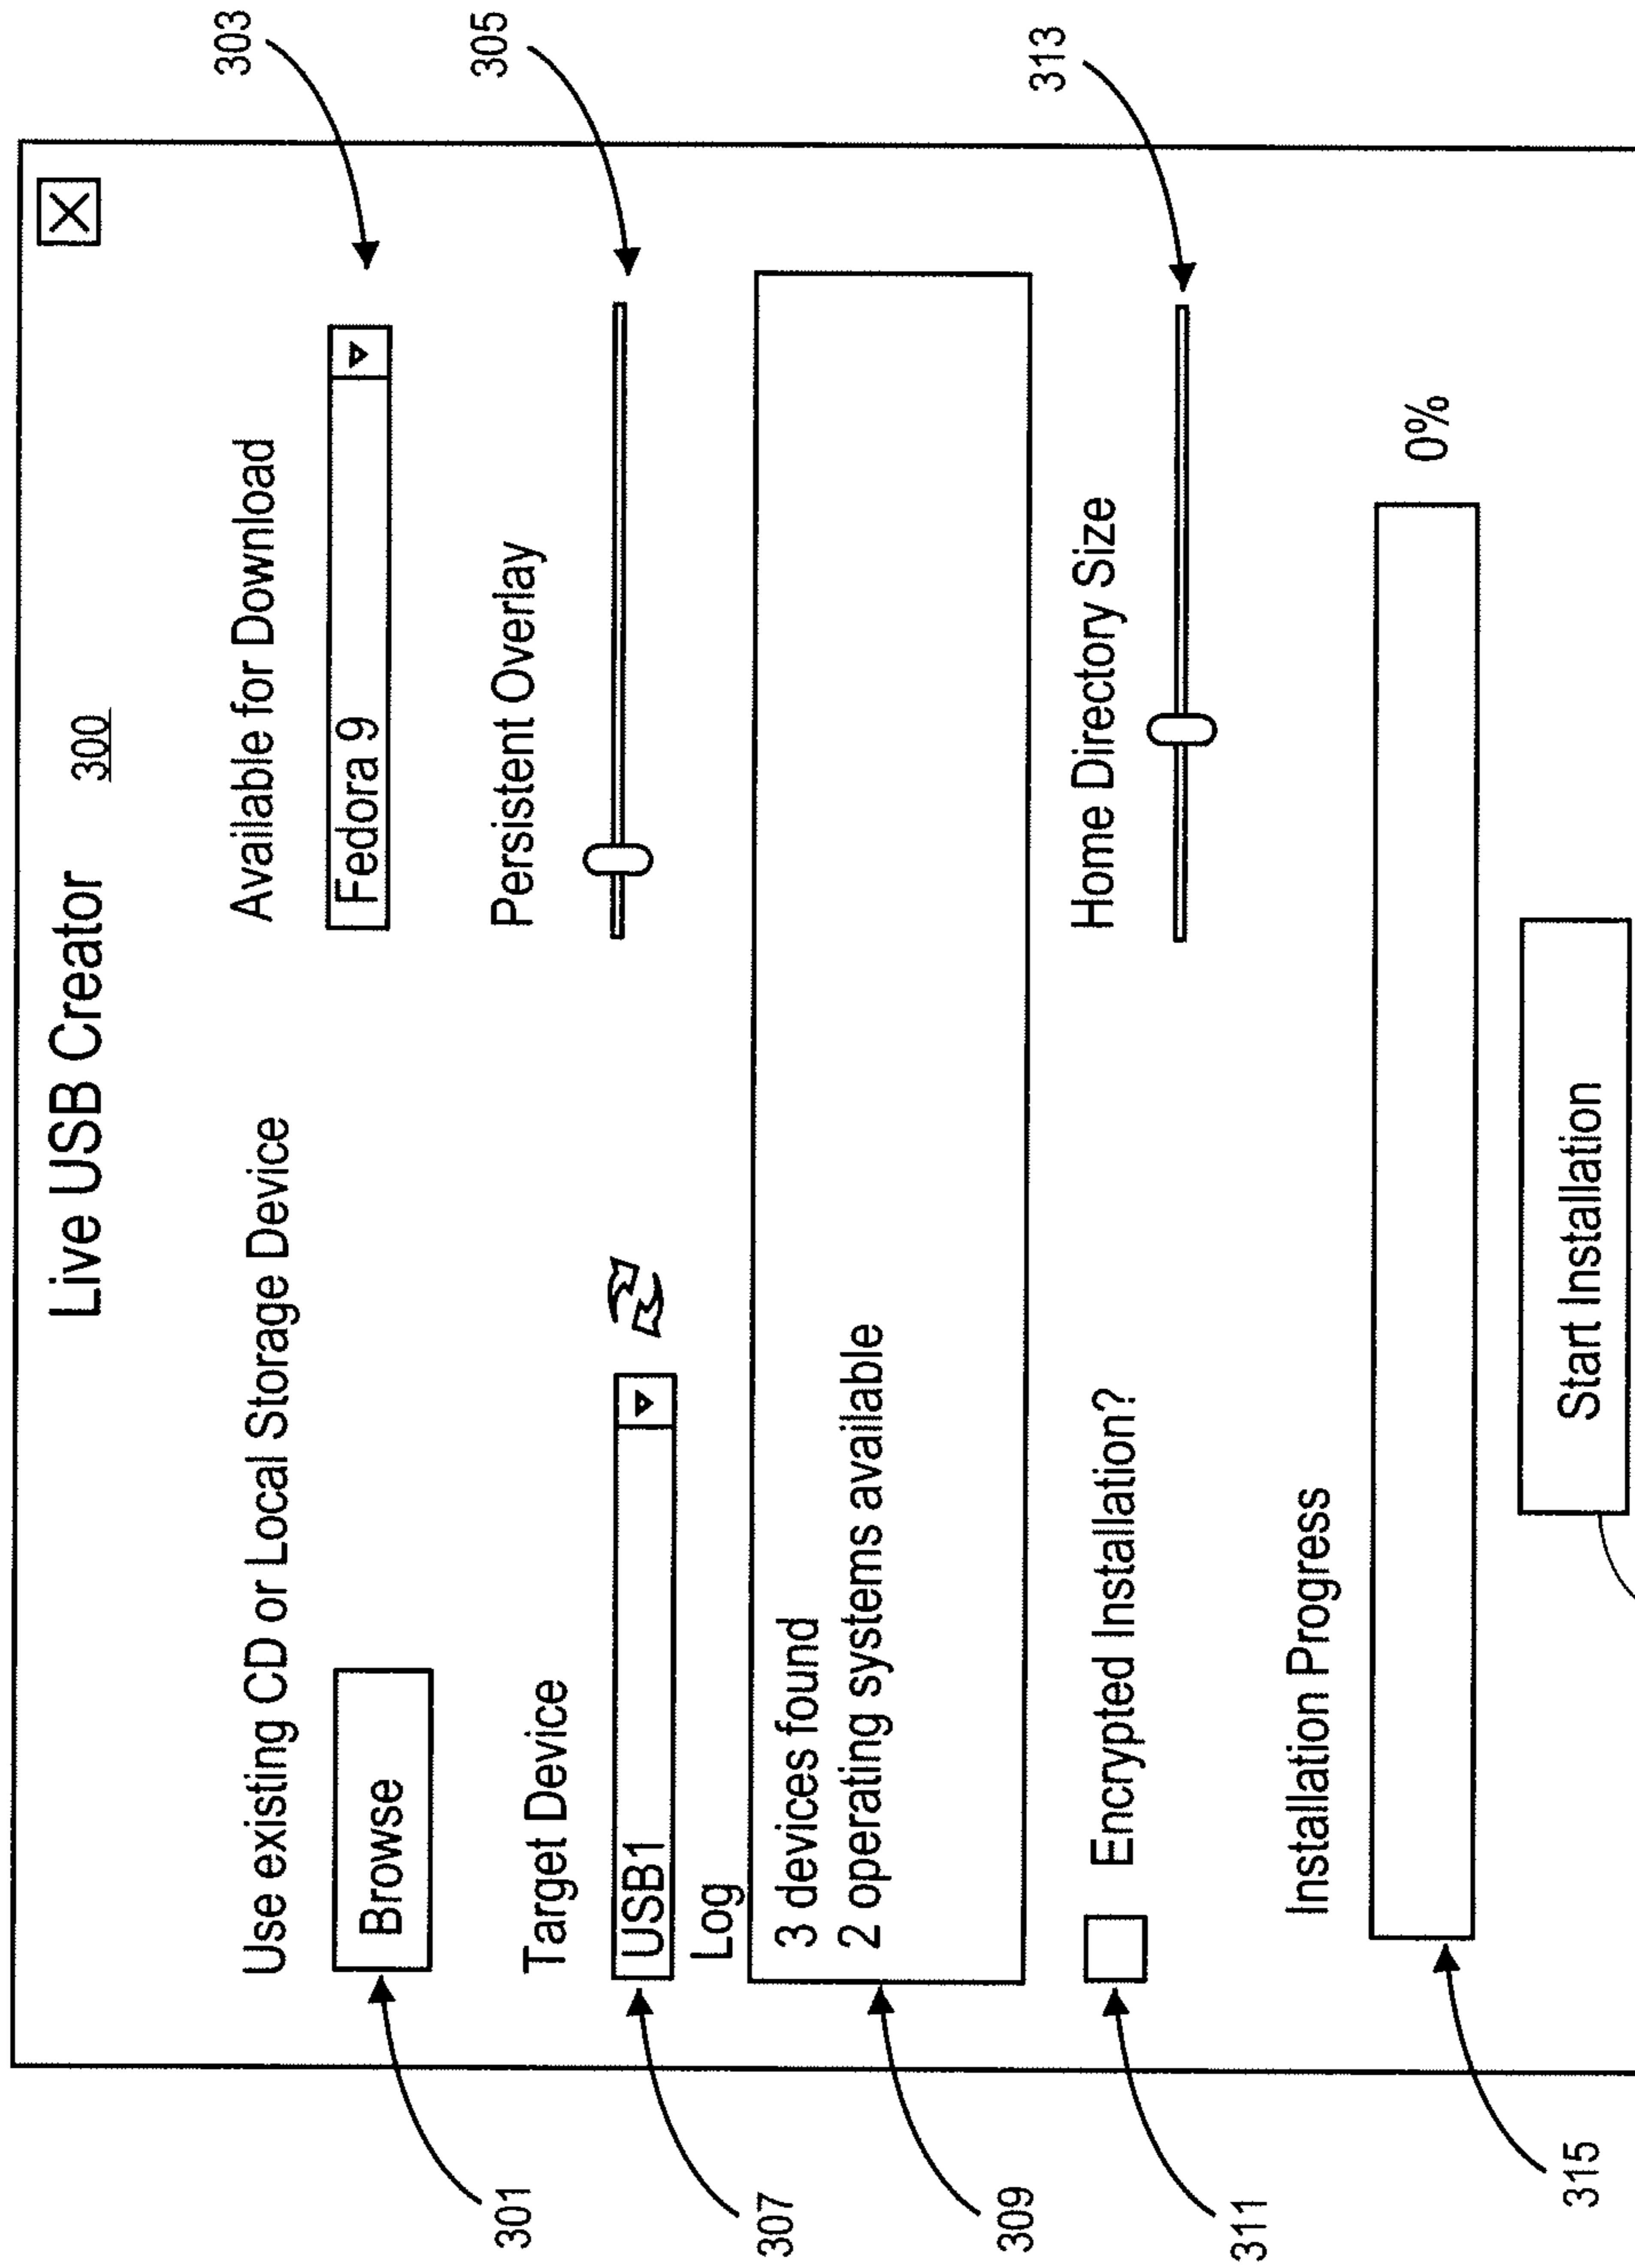 Live USB Creator
300
Use existing CD or Local Storage Device
Available for Download
303
301
Browse
Fedora 9
Target Device
Persistent Overlay
305
307
USB1
Log
309
3 devices found
2 operating systems available
311
Encrypted Installation?
Home Directory Size
313
Installation Progress
315
0%
Start Installation